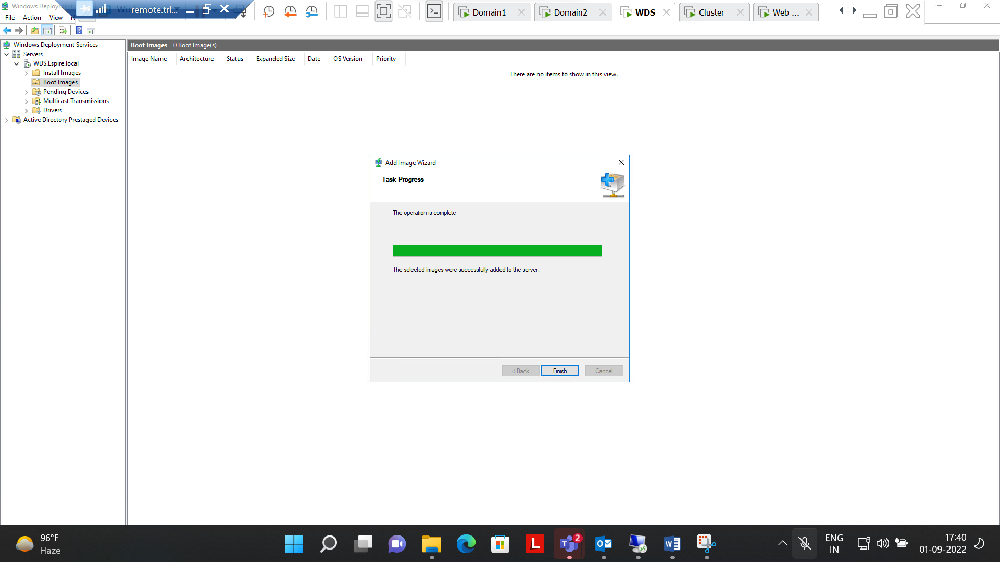 Windows Deployment
remote.trl...
Domain1
Domain2
WDS
Cluster
Web ...
File
Action
View
Windows Deployment Services
Servers
WDS.Espire.local
Install Images
Boot Images
Pending Devices
Multicast Transmissions
Drivers
Active Directory Prestaged Devices
Boot Images 0 Boot Image(s)
Image Name Architecture Status Expanded Size Date OS Version Priority
There are no items to show in this view.
Add Image Wizard
Task Progress
The operation is complete
The selected images were successfully added to the server.
< Back
Finish
Cancel
96°F
Haze
L
T
2
O
W
ENG
IN
17:40
01-09-2022